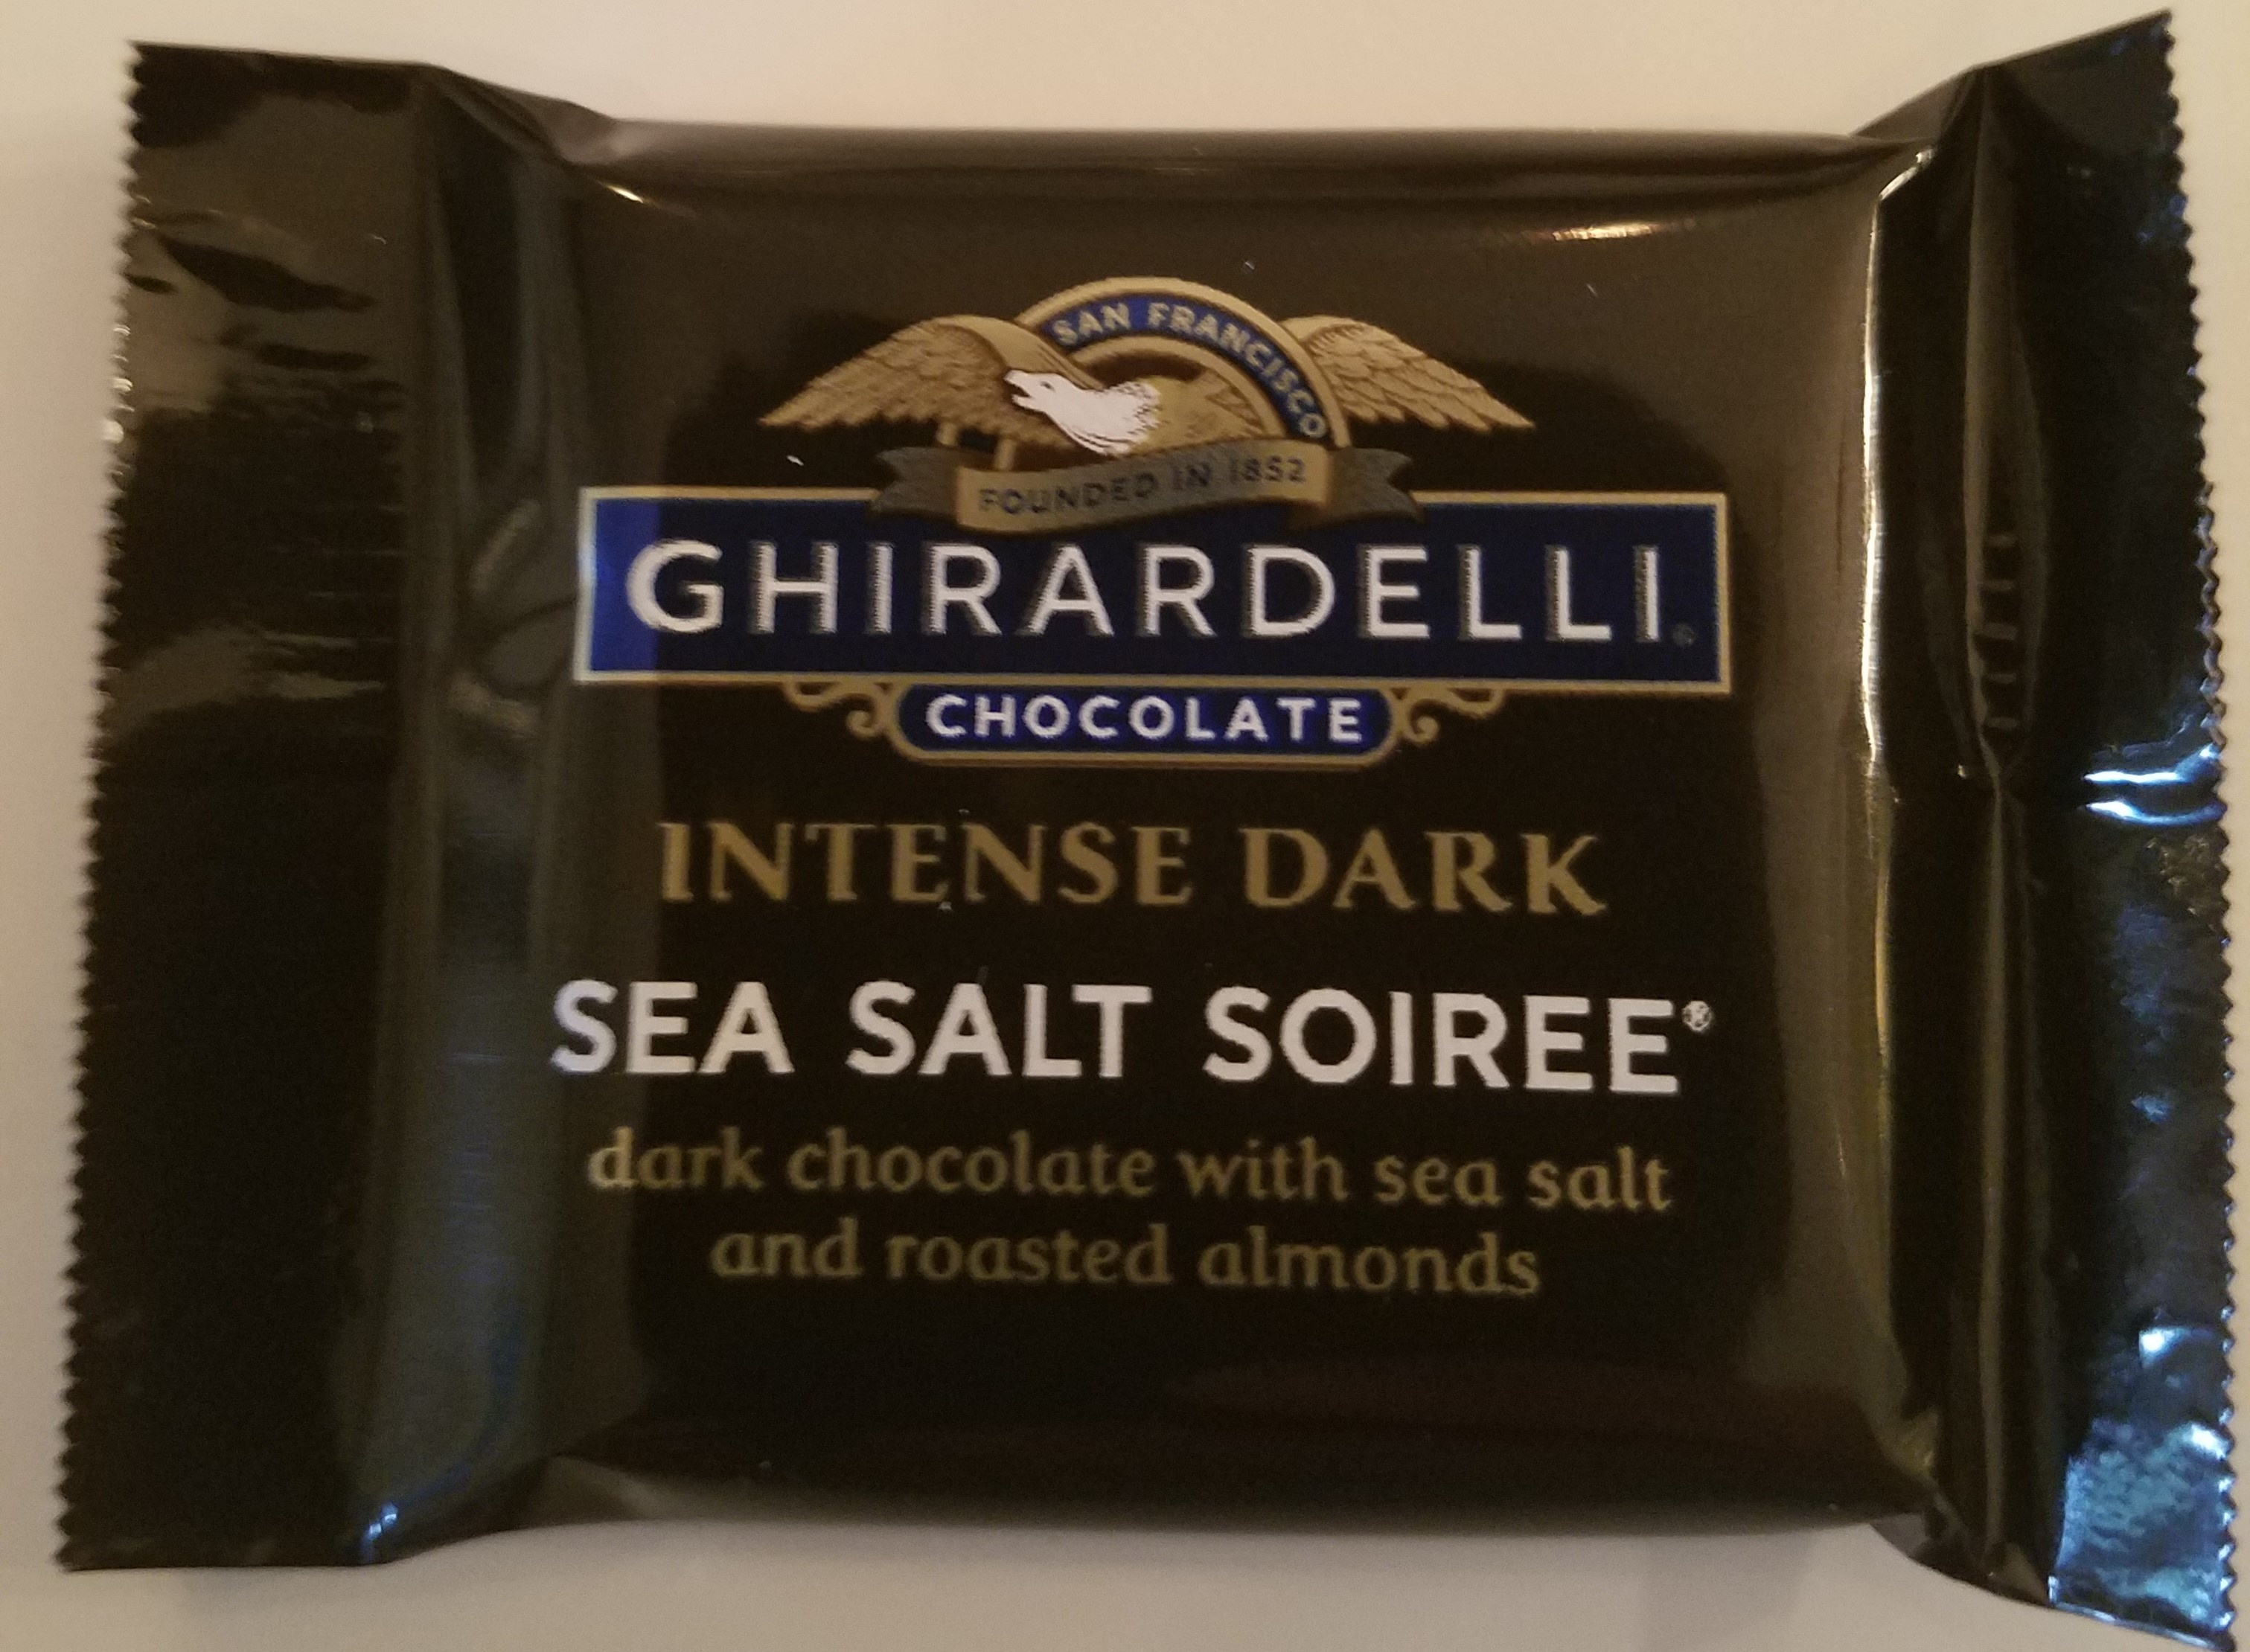 SAN FRANCISCO
FOUNDED IN 1852
GHIRARDELLI®
CHOCOLATE
INTENSE DARK
SEA SALT SOIREE®
dark chocolate with sea salt
and roasted almonds